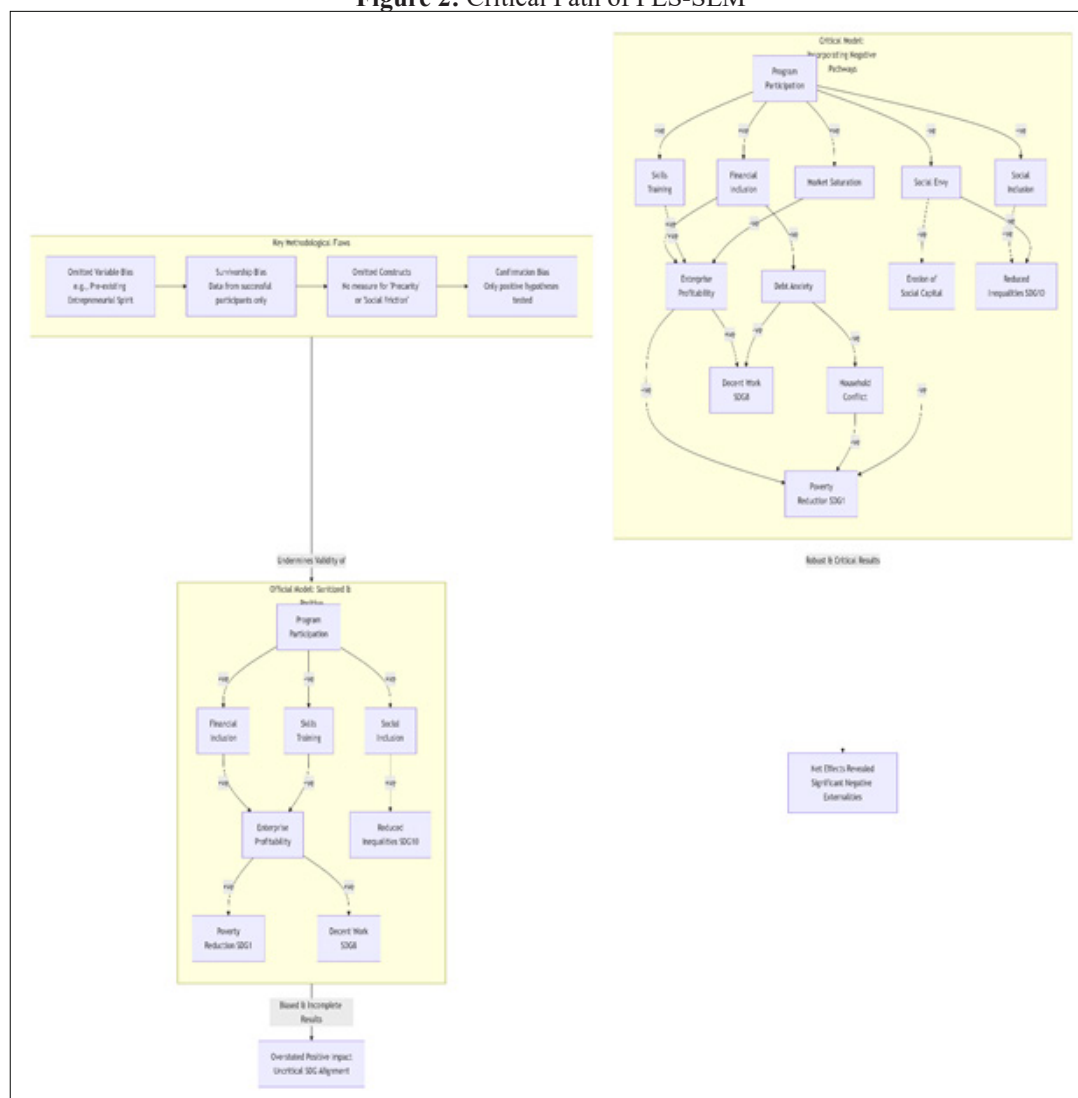 Figure 2: Critical Path of PLS-SEM
Critical Model:
Incorporating Negative
Pathways
Program
Participation
+ve
+ve
+ve
-ve
-ve
Skills
Training
Financial
Inclusion
Market Saturation
Social Envy
Social
Inclusion
+ve
+ve
-ve
-ve
Enterprise
Profitability
Debt Anxiety
Erosion of
Social Capital
Reduced
Inequalities SDG10
+ve
-ve
-ve
+ve
-ve
Decent Work
SDG8
Household
Conflict
-ve
Poverty
Reduction SDG1
Robust & Critical Results
Net Effects Revealed
Significant Negative
Externalities
Key Methodological Flaws
Omitted Variable Bias
e.g., Pre-existing
Entrepreneurial Spirit
Survivorship Bias
Data from successful
participants only
Omitted Constructs
No measure for 'Precarity'
or 'Social Friction'
Confirmation Bias
Only positive hypotheses
tested
Undermines Validity of
Official Model: Sanitized &
Positive
Program
Participation
+ve
+ve
+ve
Financial
Inclusion
Skills
Training
Social
Inclusion
+ve
+ve
+ve
Enterprise
Profitability
Reduced
Inequalities SDG10
+ve
+ve
Poverty
Reduction SDG1
Decent Work
SDG8
Biased & Incomplete
Results
Overstated Positive Impact
Uncritical SDG Alignment